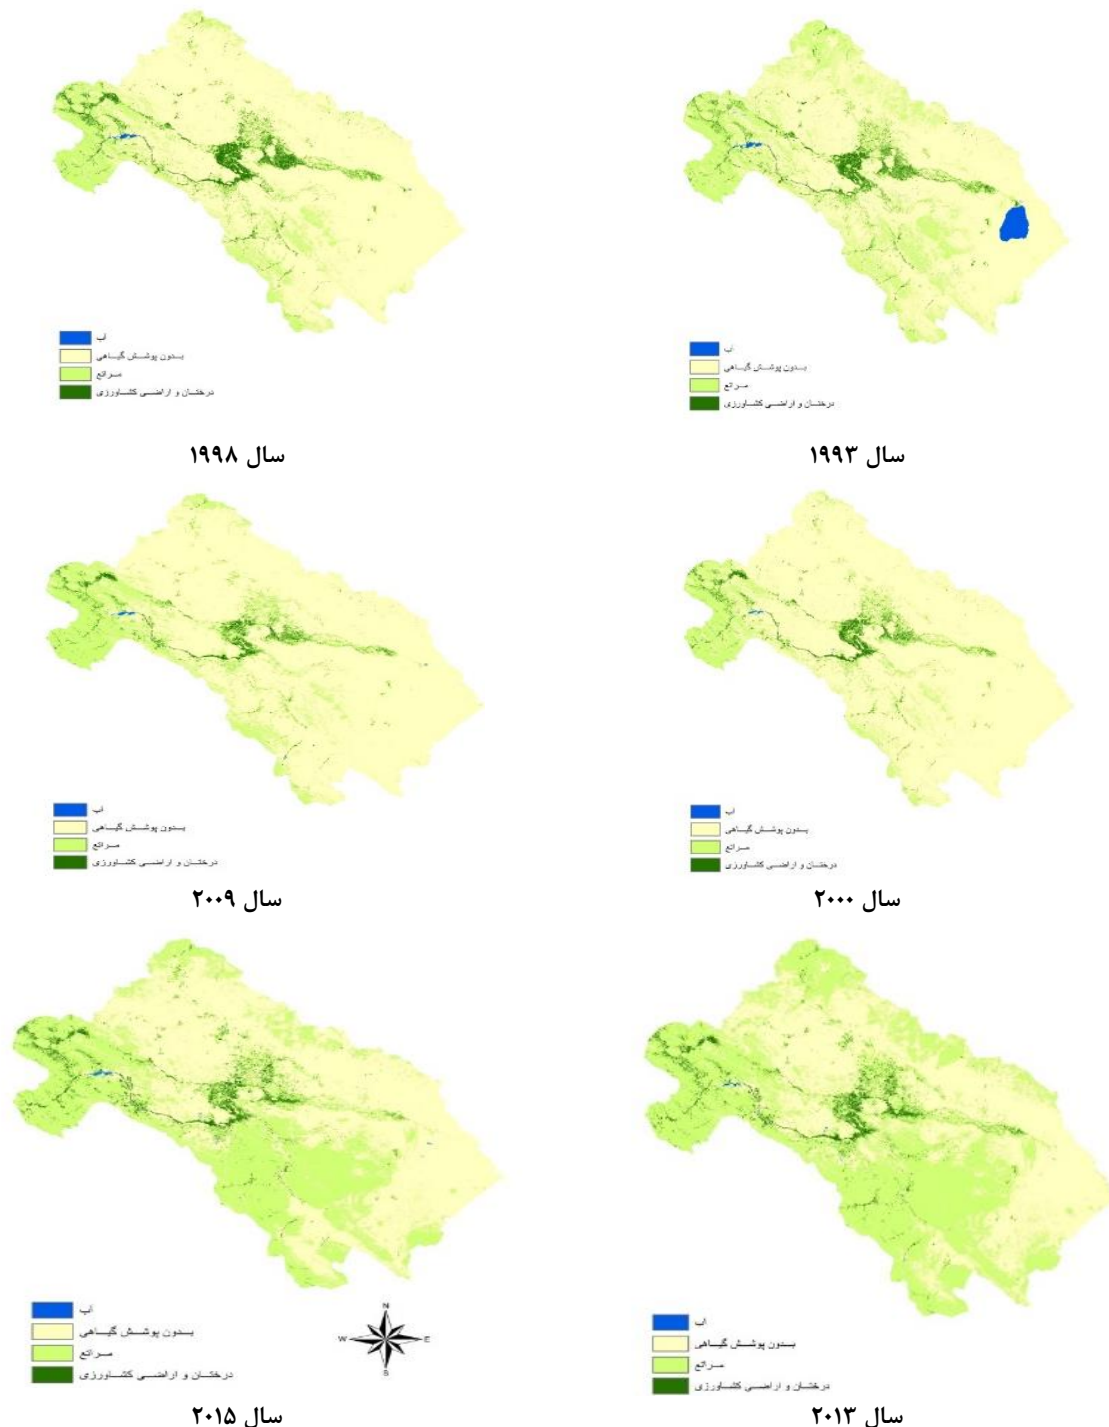 آب
بدون پوشش گیاهی
مراتع
درختان و اراضی کشاورزی
سال ۱۹۹۳
آب
بدون پوشش گیاهی
مراتع
درختان و اراضی کشاورزی
سال ۱۹۹۸
آب
بدون پوشش گیاهی
مراتع
درختان و اراضی کشاورزی
سال ۲۰۰۰
آب
بدون پوشش گیاهی
مراتع
درختان و اراضی کشاورزی
سال ۲۰۰۹
آب
بدون پوشش گیاهی
مراتع
درختان و اراضی کشاورزی
سال ۲۰۱۳
N
W E
S
آب
بدون پوشش گیاهی
مراتع
درختان و اراضی کشاورزی
سال ۲۰۱۵